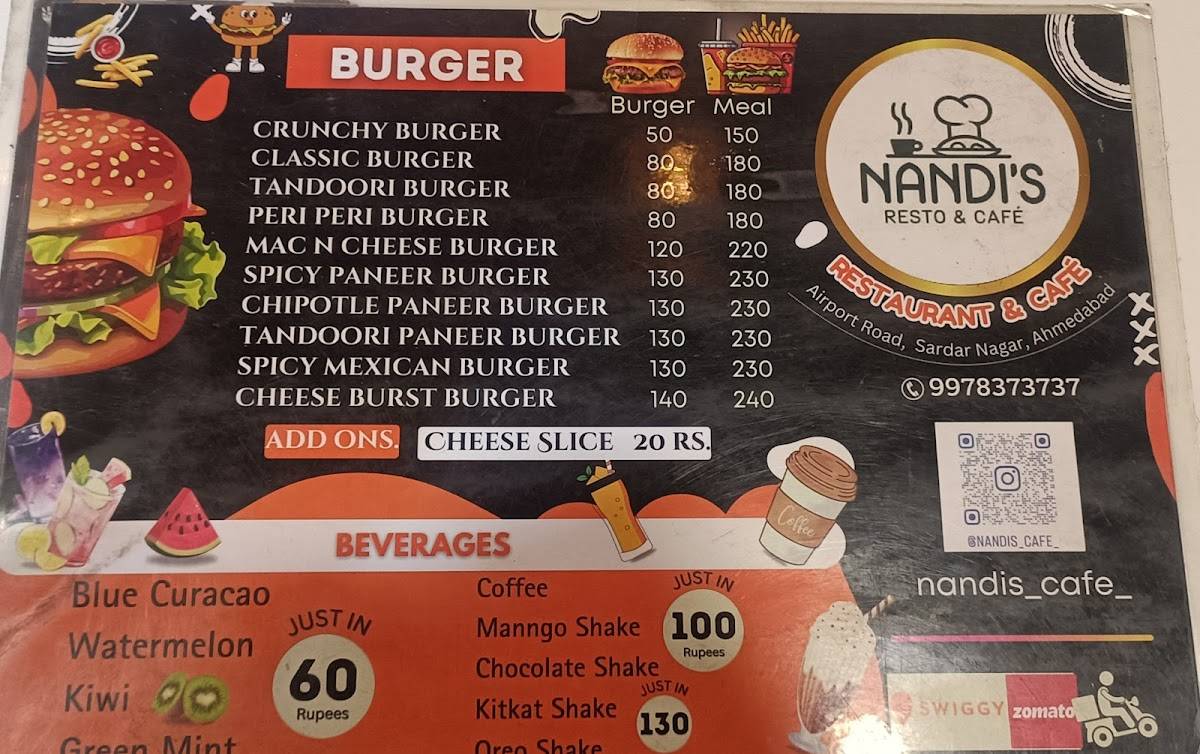 BURGER
Burger Meal
CRUNCHY BURGER 50 150
CLASSIC BURGER 80 180
TANDOORI BURGER 80 180
PERI PERI BURGER 80 180
MAC N CHEESE BURGER 120 220
SPICY PANEER BURGER 130 230
CHIPOTLE PANEER BURGER 130 230
TANDOORI PANEER BURGER 130 230
SPICY MEXICAN BURGER 130 230
CHEESE BURST BURGER 140 240
ADD ONS. CHEESE SLICE 20 RS.
NANDI'S
RESTO & CAFÉ
RESTAURANT & CAFÉ
Airport Road, Sardar Nagar, Ahmedabad
9978373737
@NANDIS_CAFE_
nandis_cafe_
SWIGGY zomato
Coffee
BEVERAGES
Blue Curacao
Watermelon
Kiwi
Green Mint
JUST IN
60
Rupees
Coffee
Manngo Shake
Chocolate Shake
Kitkat Shake
Oreo Shake
JUST IN
100
Rupees
JUST IN
130